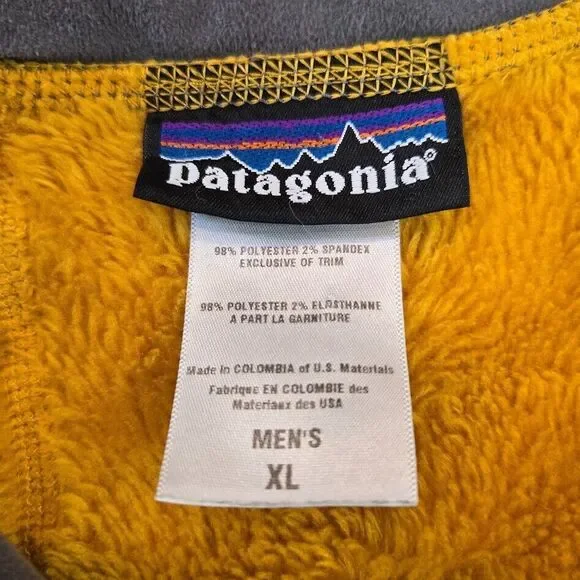 patagonia®
98% POLYESTER 2% SPANDEX
EXCLUSIVE OF TRIM
98% POLYESTER 2% ELASTHANNE
A PART LA GARNITURE
Made in COLOMBIA of U.S. Materials
Fabrique EN COLOMBIE des
Materiaux des USA
MEN'S
XL